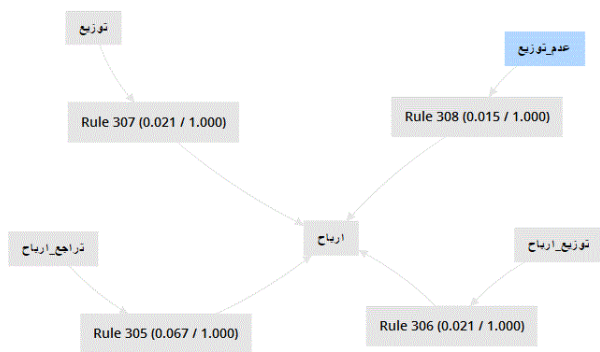 توزيع
عدم_توزيع
Rule 307 (0.021 / 1.000)
Rule 308 (0.015 / 1.000)
ارباح
تراجع_ارباح
توزيع_ارباح
Rule 305 (0.067 / 1.000)
Rule 306 (0.021 / 1.000)